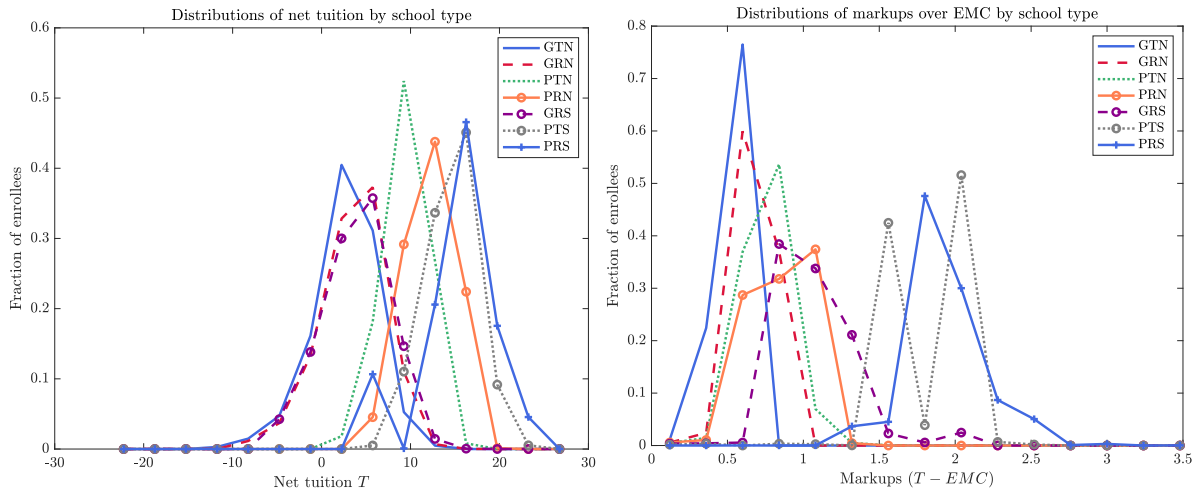 Distributions of net tuition by school type
0.6
0.5
0.4
0.3
0.2
0.1
0
-30
-20
-10
0
10
20
30
Fraction of enrollees
Net tuition T
GTN
GRN
PTN
PRN
GRS
PTS
PRS
Distributions of markups over EMC by school type
0.8
0.7
0.6
0.5
0.4
0.3
0.2
0.1
0
0
0.5
1
1.5
2
2.5
3
3.5
Fraction of enrollees
Markups (T − EMC)
GTN
GRN
PTN
PRN
GRS
PTS
PRS